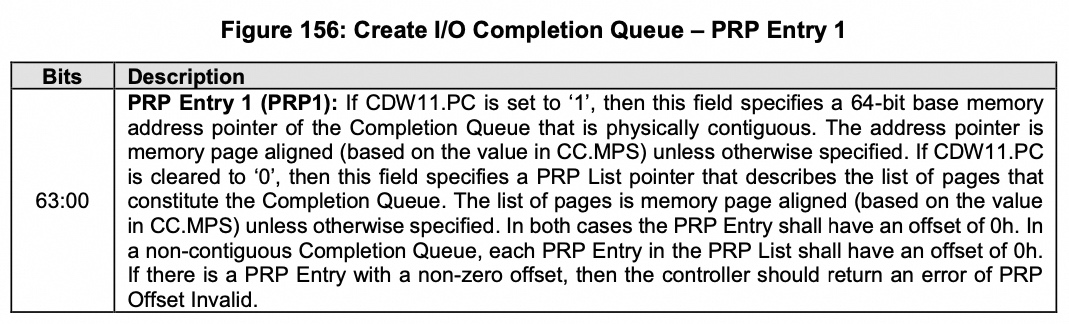 Figure 156: Create I/O Completion Queue – PRP Entry 1
Bits Description
PRP Entry 1 (PRP1): If CDW11.PC is set to ‘1’, then this field specifies a 64-bit base memory
address pointer of the Completion Queue that is physically contiguous. The address pointer is
memory page aligned (based on the value in CC.MPS) unless otherwise specified. If CDW11.PC
is cleared to ‘0’, then this field specifies a PRP List pointer that describes the list of pages that
63:00 constitute the Completion Queue. The list of pages is memory page aligned (based on the value
in CC.MPS) unless otherwise specified. In both cases the PRP Entry shall have an offset of 0h. In
a non-contiguous Completion Queue, each PRP Entry in the PRP List shall have an offset of 0h.
If there is a PRP Entry with a non-zero offset, then the controller should return an error of PRP
Offset Invalid.